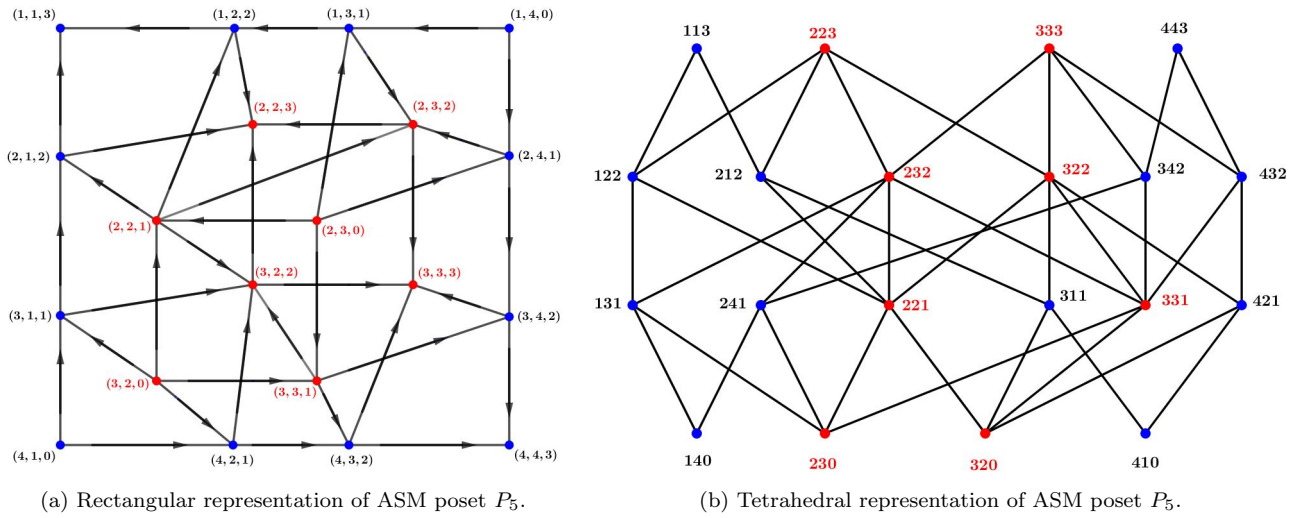 (1, 1, 3)
(1, 2, 2)
(1, 3, 1)
(1, 4, 0)
(2, 2, 3)
(2, 3, 2)
(2, 1, 2)
(2, 4, 1)
(2, 2, 1)
(2, 3, 0)
(3, 2, 2)
(3, 3, 3)
(3, 1, 1)
(3, 4, 2)
(3, 2, 0)
(3, 3, 1)
(4, 1, 0)
(4, 2, 1)
(4, 3, 2)
(4, 4, 3)
(a) Rectangular representation of ASM poset P₅.
113
223
333
443
122
212
232
322
342
432
131
241
221
311
331
421
140
230
320
410
(b) Tetrahedral representation of ASM poset P₅.